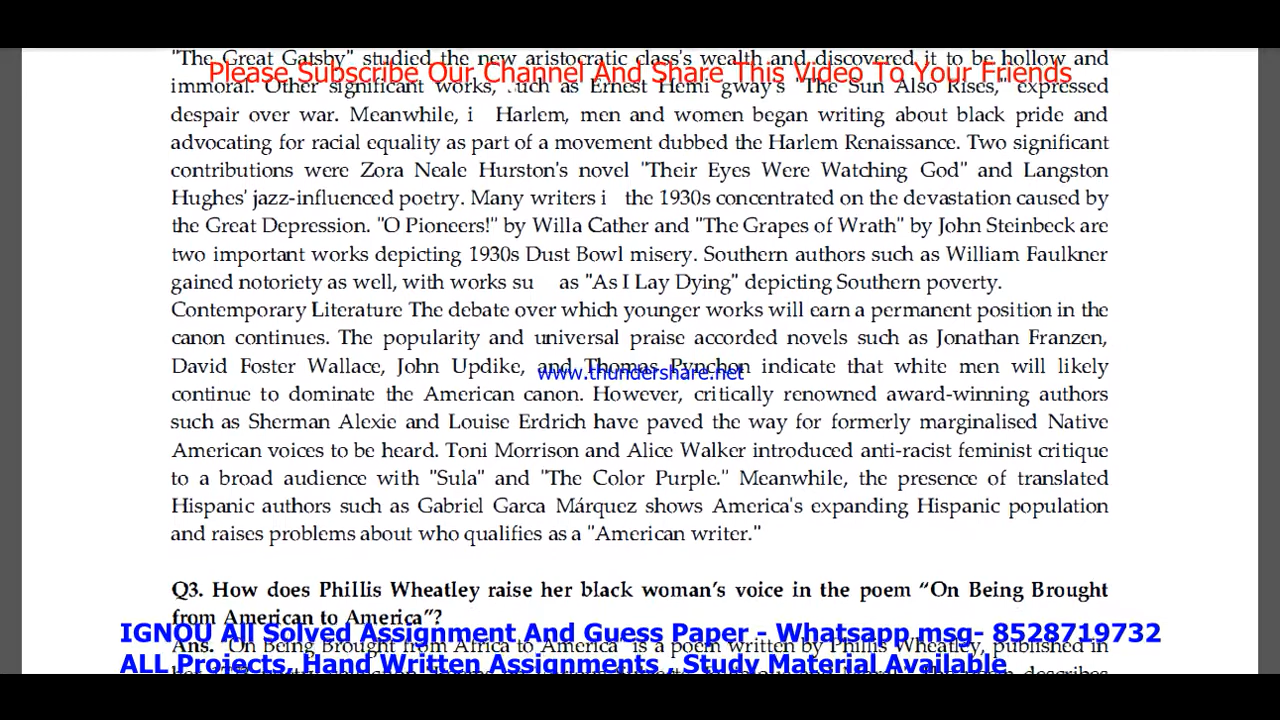 "The Great Gatsby" studied the new aristocratic class's wealth and discovered it to be hollow and
Please Subscribe Our Channel And Share This Video To Your Friends
immoral. Other significant works, such as Ernest Hemi gway's "The Sun Also Rises," expressed
despair over war. Meanwhile, i Harlem, men and women began writing about black pride and
advocating for racial equality as part of a movement dubbed the Harlem Renaissance. Two significant
contributions were Zora Neale Hurston's novel "Their Eyes Were Watching God" and Langston
Hughes' jazz-influenced poetry. Many writers i the 1930s concentrated on the devastation caused by
the Great Depression. "O Pioneers!" by Willa Cather and "The Grapes of Wrath" by John Steinbeck are
two important works depicting 1930s Dust Bowl misery. Southern authors such as William Faulkner
gained notoriety as well, with works su as "As I Lay Dying" depicting Southern poverty.
Contemporary Literature The debate over which younger works will earn a permanent position in the
canon continues. The popularity and universal praise accorded novels such as Jonathan Franzen,
David Foster Wallace, John Updike, and Thomas Pynchon indicate that white men will likely
www.thundershare.net
continue to dominate the American canon. However, critically renowned award-winning authors
such as Sherman Alexie and Louise Erdrich have paved the way for formerly marginalised Native
American voices to be heard. Toni Morrison and Alice Walker introduced anti-racist feminist critique
to a broad audience with "Sula" and "The Color Purple." Meanwhile, the presence of translated
Hispanic authors such as Gabriel Garca Márquez shows America's expanding Hispanic population
and raises problems about who qualifies as a "American writer."
Q3. How does Phillis Wheatley raise her black woman's voice in the poem “On Being Brought
from American to America”?
IGNOU All Solved Assignment And Guess Paper - Whatsapp msg- 8528719732
Ans. "On Being Brought from Africa to America" is a poem written by Phillis Wheatley, published in
ALL Projects, Hand Written Assignments , Study Material Available